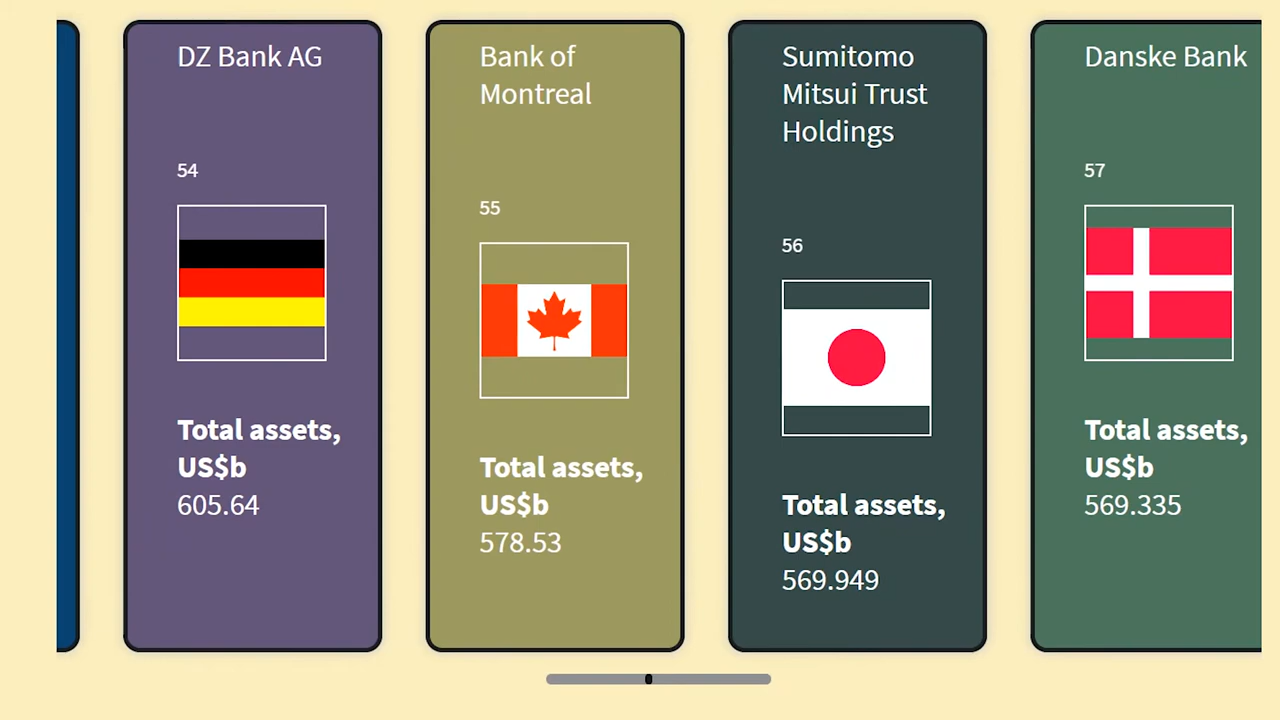 DZ Bank AG
54
Total assets,
US$b
605.64
Bank of
Montreal
55
Total assets,
US$b
578.53
Sumitomo
Mitsui Trust
Holdings
56
Total assets,
US$b
569.949
Danske Bank
57
Total assets,
US$b
569.335